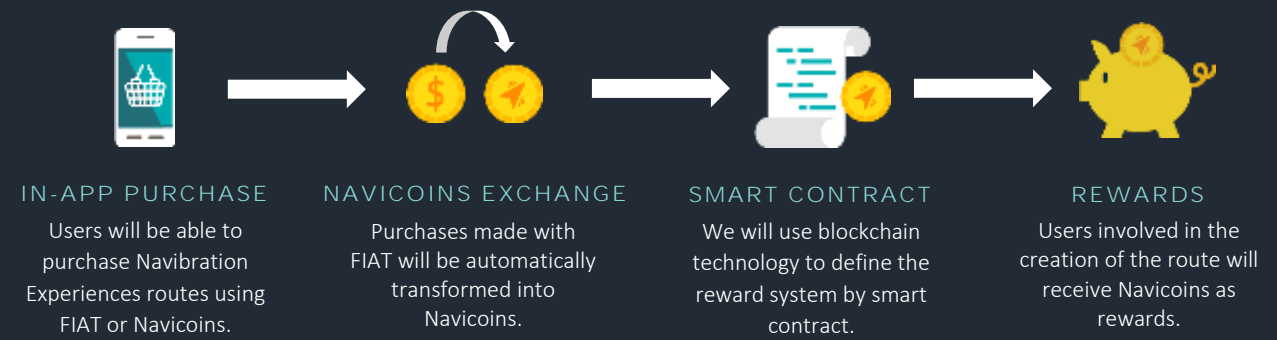 $
IN-APP PURCHASE
Users will be able to
purchase Navibration
Experiences routes using
FIAT or Navicoins.
NAVICOINS EXCHANGE
Purchases made with
FIAT will be automatically
transformed into
Navicoins.
SMART CONTRACT
We will use blockchain
technology to define the
reward system by smart
contract.
REWARDS
Users involved in the
creation of the route will
receive Navicoins as
rewards.